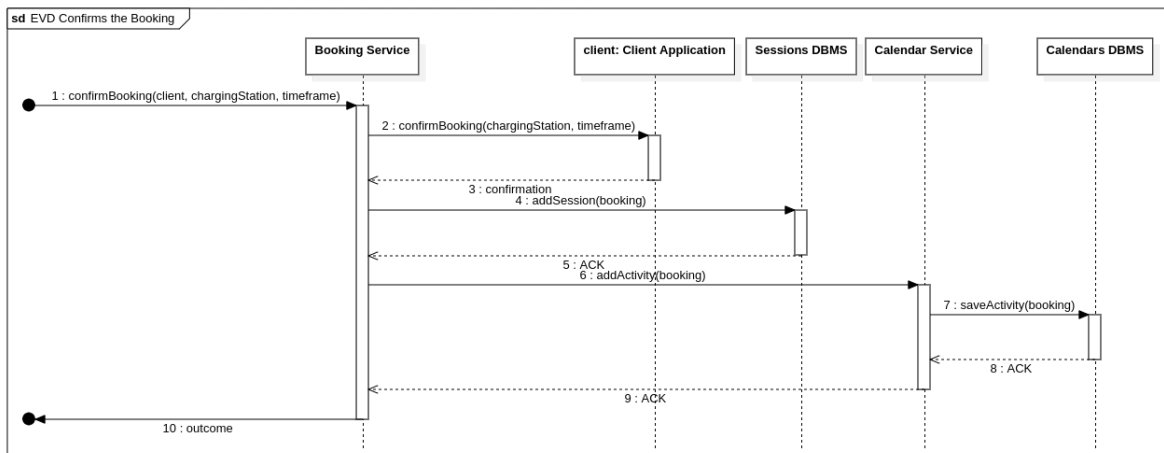 sd EVD Confirms the Booking
Booking Service
client: Client Application
Sessions DBMS
Calendar Service
Calendars DBMS
1 : confirmBooking(client, chargingStation, timeframe)
2 : confirmBooking(chargingStation, timeframe)
3 : confirmation
4 : addSession(booking)
5 : ACK
6 : addActivity(booking)
7 : saveActivity(booking)
8 : ACK
9 : ACK
10 : outcome